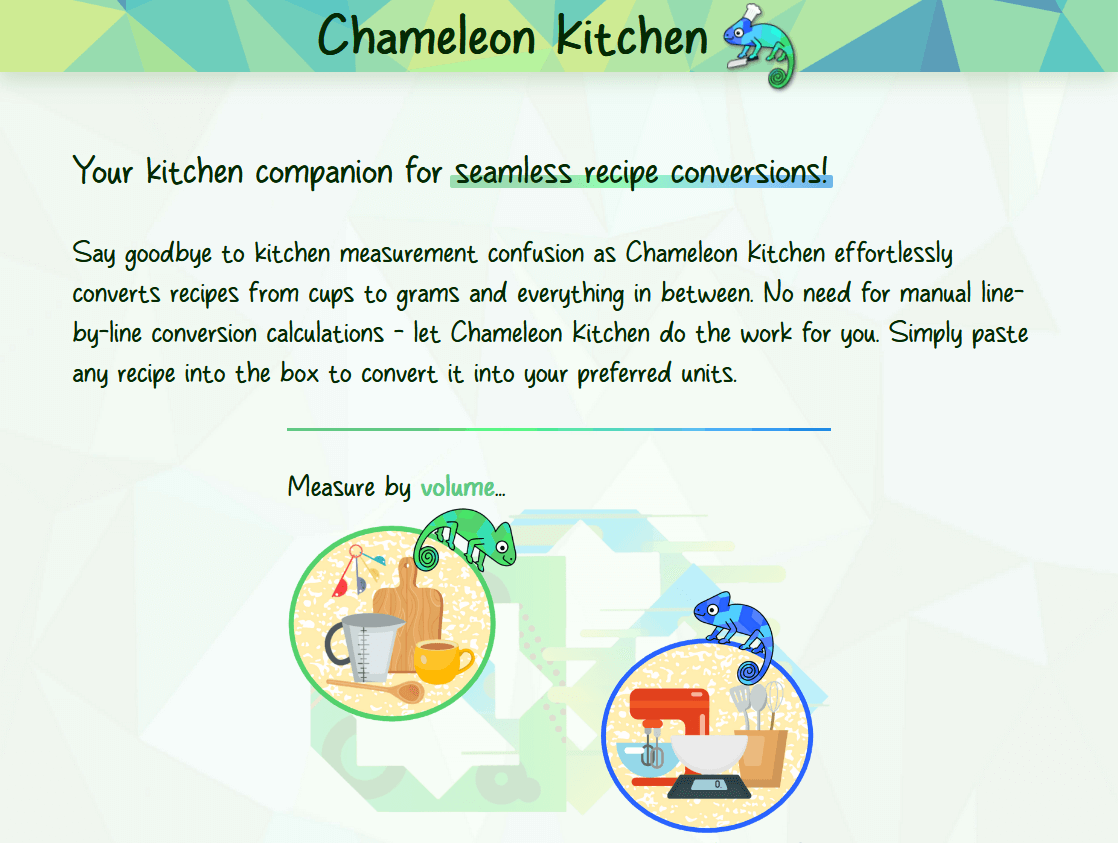 Chameleon Kitchen
Your kitchen companion for seamless recipe conversions!
Say goodbye to kitchen measurement confusion as Chameleon Kitchen effortlessly
converts recipes from cups to grams and everything in between. No need for manual line-
by-line conversion calculations - let Chameleon Kitchen do the work for you. Simply paste
any recipe into the box to convert it into your preferred units.
Measure by volume...
0